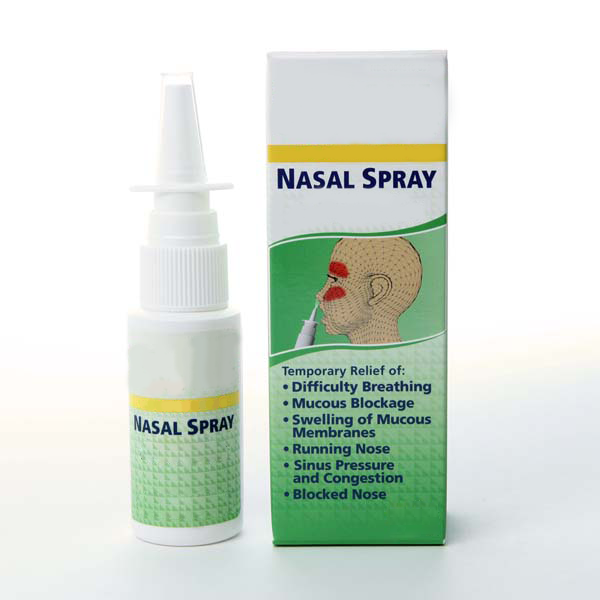 NASAL SPRAY
NASAL SPRAY
Temporary Relief of:
• Difficulty Breathing
• Mucous Blockage
• Swelling of Mucous
Membranes
• Running Nose
• Sinus Pressure
and Congestion
• Blocked Nose